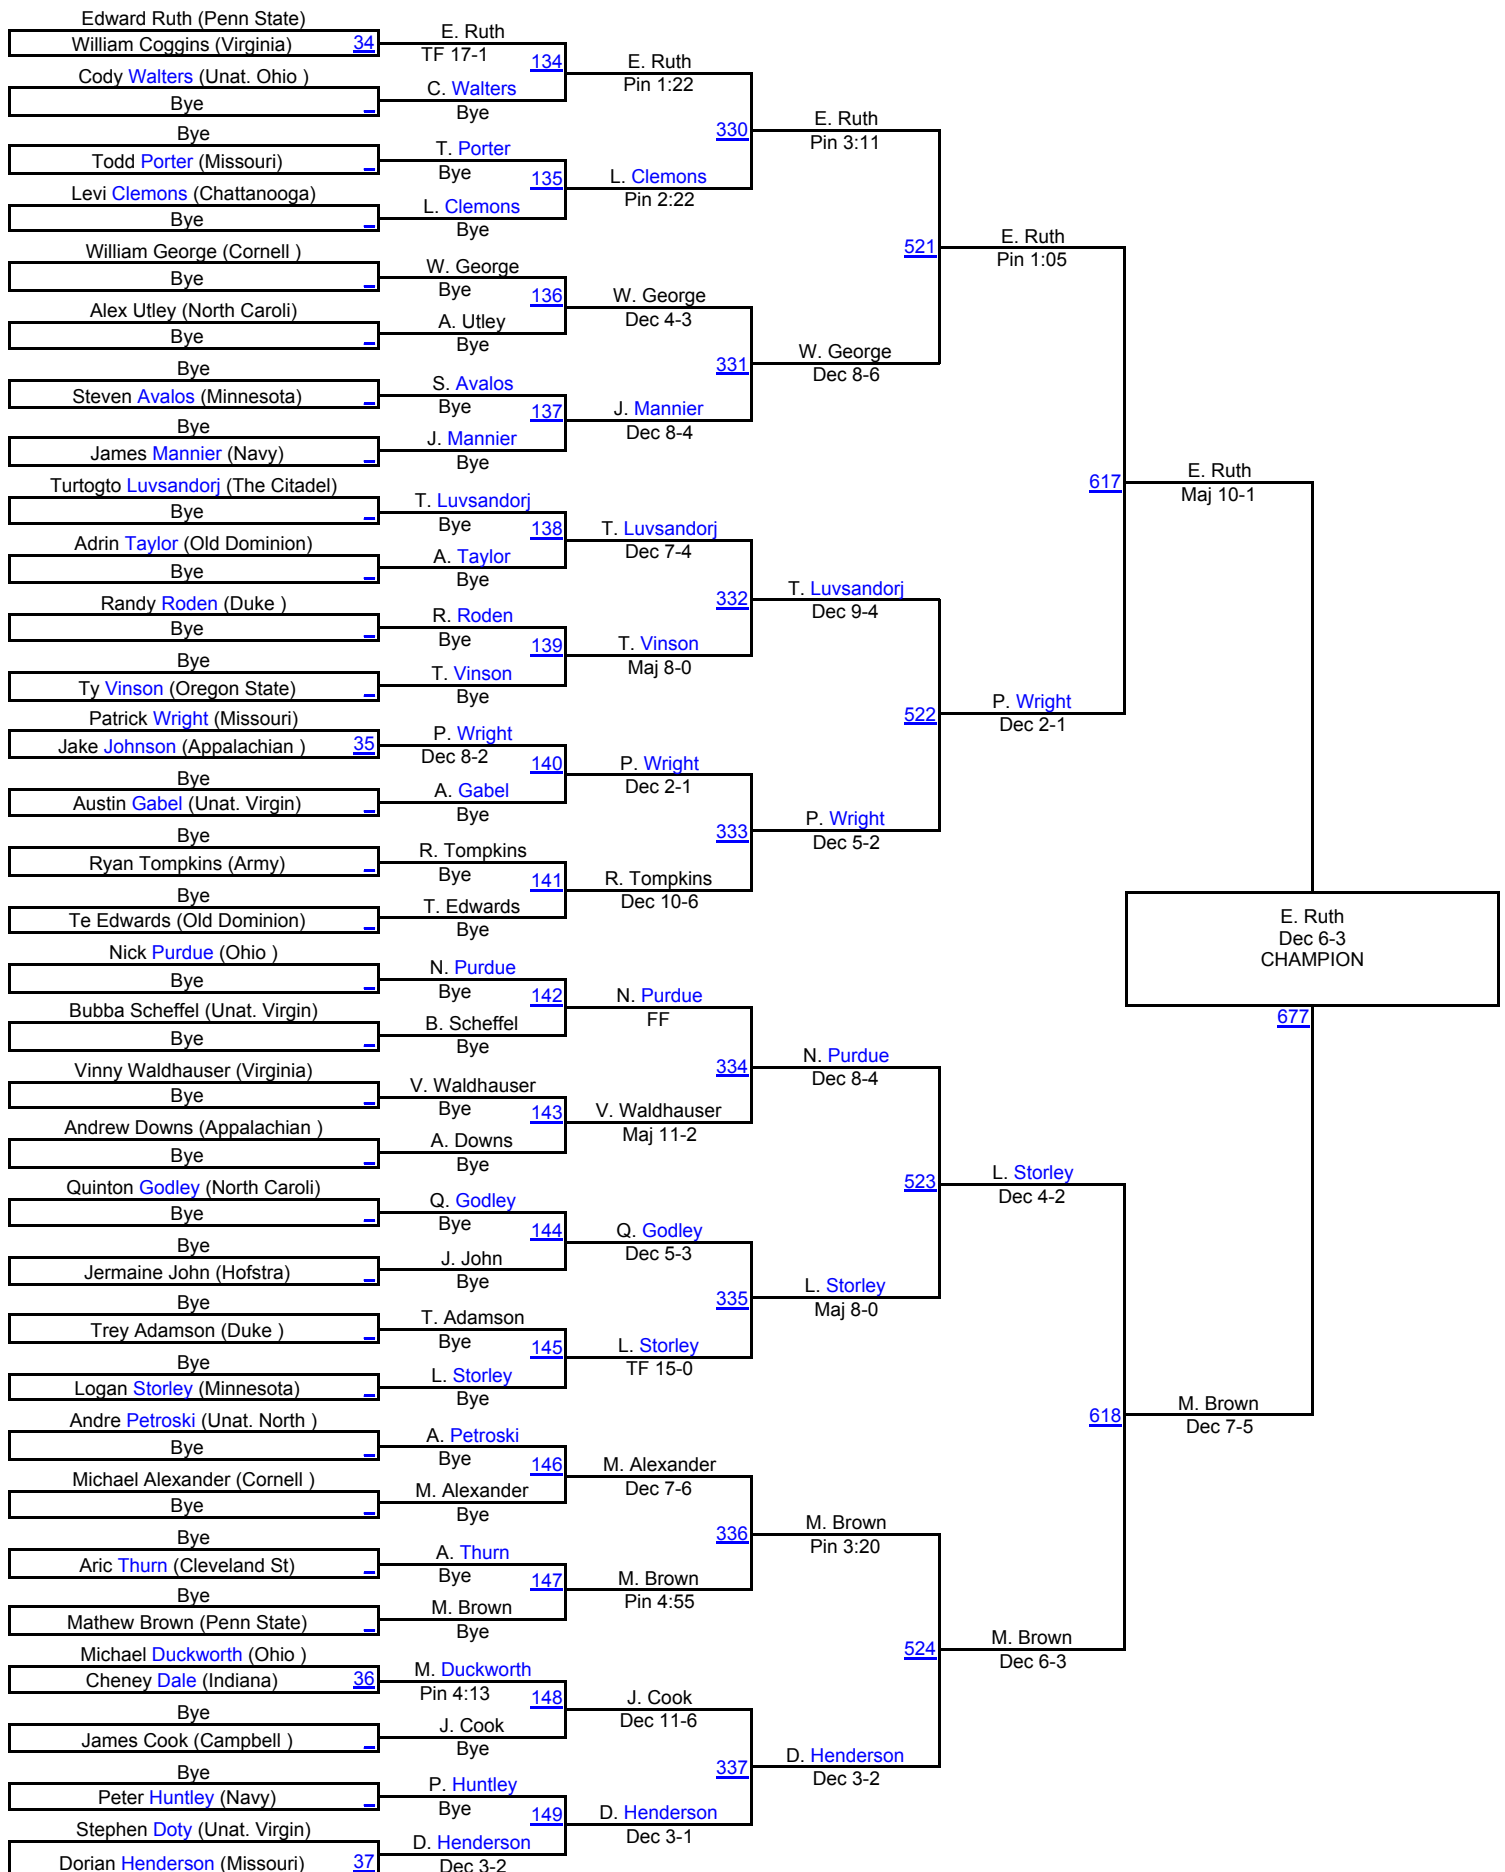 Edward Ruth (Penn State)
William Coggins (Virginia) 34
Cody Walters (Unat. Ohio )
Bye
Bye
Todd Porter (Missouri)
Levi Clemons (Chattanooga)
Bye
William George (Cornell )
Bye
Alex Utley (North Caroli)
Bye
Bye
Steven Avalos (Minnesota)
Bye
James Mannier (Navy)
Turtogto Luvsandorj (The Citadel)
Bye
Adrin Taylor (Old Dominion)
Bye
Randy Roden (Duke )
Bye
Bye
Ty Vinson (Oregon State)
Patrick Wright (Missouri)
Jake Johnson (Appalachian ) 35
Bye
Austin Gabel (Unat. Virgin)
Bye
Ryan Tompkins (Army)
Bye
Te Edwards (Old Dominion)
Nick Purdue (Ohio )
Bye
Bubba Scheffel (Unat. Virgin)
Bye
Vinny Waldhauser (Virginia)
Bye
Andrew Downs (Appalachian )
Bye
Quinton Godley (North Caroli)
Bye
Bye
Jermaine John (Hofstra)
Bye
Trey Adamson (Duke )
Bye
Logan Storley (Minnesota)
Andre Petroski (Unat. North )
Bye
Michael Alexander (Cornell )
Bye
Bye
Aric Thurn (Cleveland St)
Bye
Mathew Brown (Penn State)
Michael Duckworth (Ohio )
Cheney Dale (Indiana) 36
Bye
James Cook (Campbell )
Bye
Peter Huntley (Navy)
Stephen Doty (Unat. Virgin)
Dorian Henderson (Missouri) 37
E. Ruth
TF 17-1
134
C. Walters
Bye
T. Porter
Bye
135
L. Clemons
Bye
W. George
Bye
136
A. Utley
Bye
S. Avalos
Bye
137
J. Mannier
Bye
T. Luvsandorj
Bye
138
A. Taylor
Bye
R. Roden
Bye
139
T. Vinson
Bye
P. Wright
Dec 8-2
140
A. Gabel
Bye
R. Tompkins
Bye
141
T. Edwards
Bye
N. Purdue
Bye
142
B. Scheffel
Bye
V. Waldhauser
Bye
143
A. Downs
Bye
Q. Godley
Bye
144
J. John
Bye
T. Adamson
Bye
145
L. Storley
Bye
A. Petroski
Bye
146
M. Alexander
Bye
A. Thurn
Bye
147
M. Brown
Bye
M. Duckworth
Pin 4:13
148
J. Cook
Bye
P. Huntley
Bye
149
D. Henderson
Dec 3-2
E. Ruth
Pin 1:22
330
L. Clemons
Pin 2:22
W. George
Dec 4-3
331
J. Mannier
Dec 8-4
T. Luvsandorj
Dec 7-4
332
T. Vinson
Maj 8-0
P. Wright
Dec 2-1
333
R. Tompkins
Dec 10-6
N. Purdue
FF
334
V. Waldhauser
Maj 11-2
Q. Godley
Dec 5-3
335
L. Storley
TF 15-0
M. Alexander
Dec 7-6
336
M. Brown
Pin 4:55
J. Cook
Dec 11-6
337
D. Henderson
Dec 3-1
E. Ruth
Pin 3:11
521
W. George
Dec 8-6
T. Luvsandorj
Dec 9-4
522
P. Wright
Dec 5-2
N. Purdue
Dec 8-4
523
L. Storley
Maj 8-0
M. Brown
Pin 3:20
524
D. Henderson
Dec 3-2
E. Ruth
Pin 1:05
617
P. Wright
Dec 2-1
L. Storley
Dec 4-2
618
M. Brown
Dec 6-3
E. Ruth
Maj 10-1
E. Ruth
Dec 6-3
CHAMPION
677
M. Brown
Dec 7-5